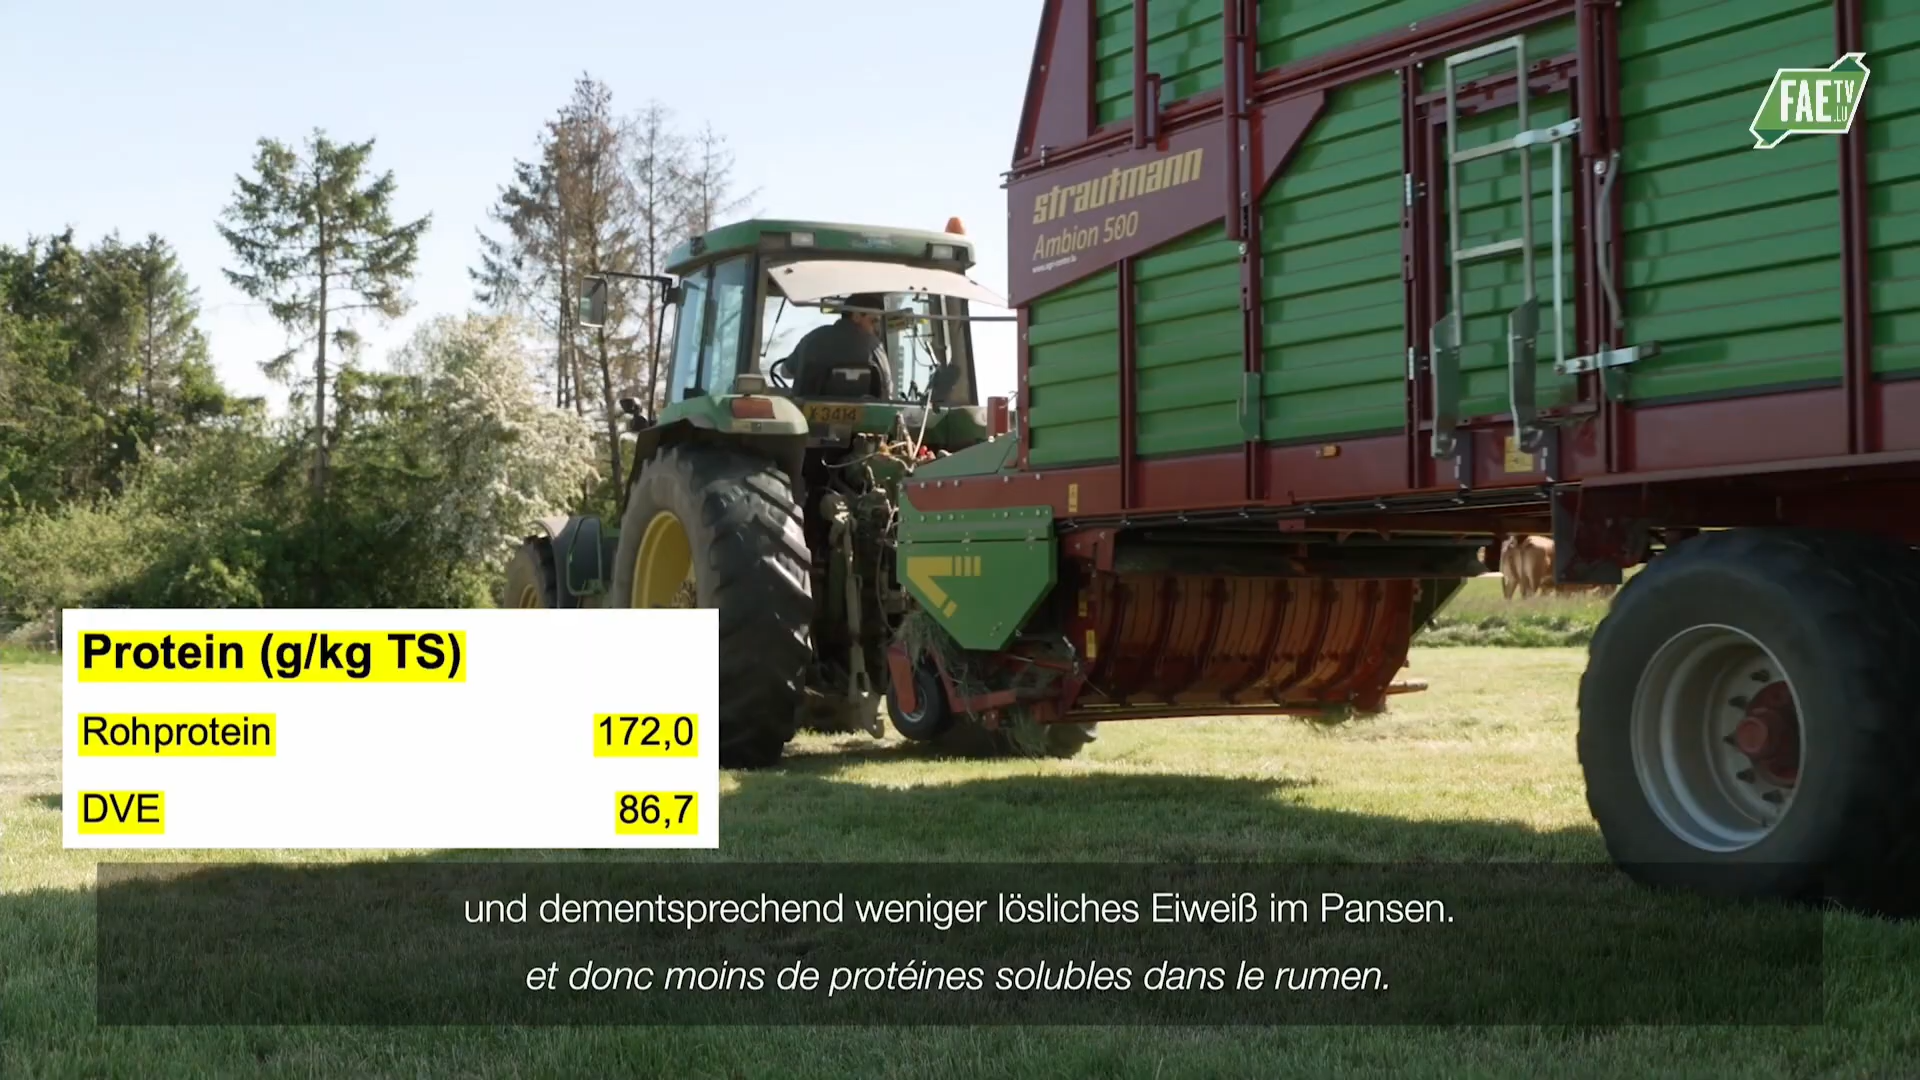 FAE TV .LU
strautmann
Ambion 500
X-3414
Protein (g/kg TS)
Rohprotein 172,0
DVE 86,7
und dementsprechend weniger lösliches Eiweiß im Pansen.
et donc moins de protéines solubles dans le rumen.